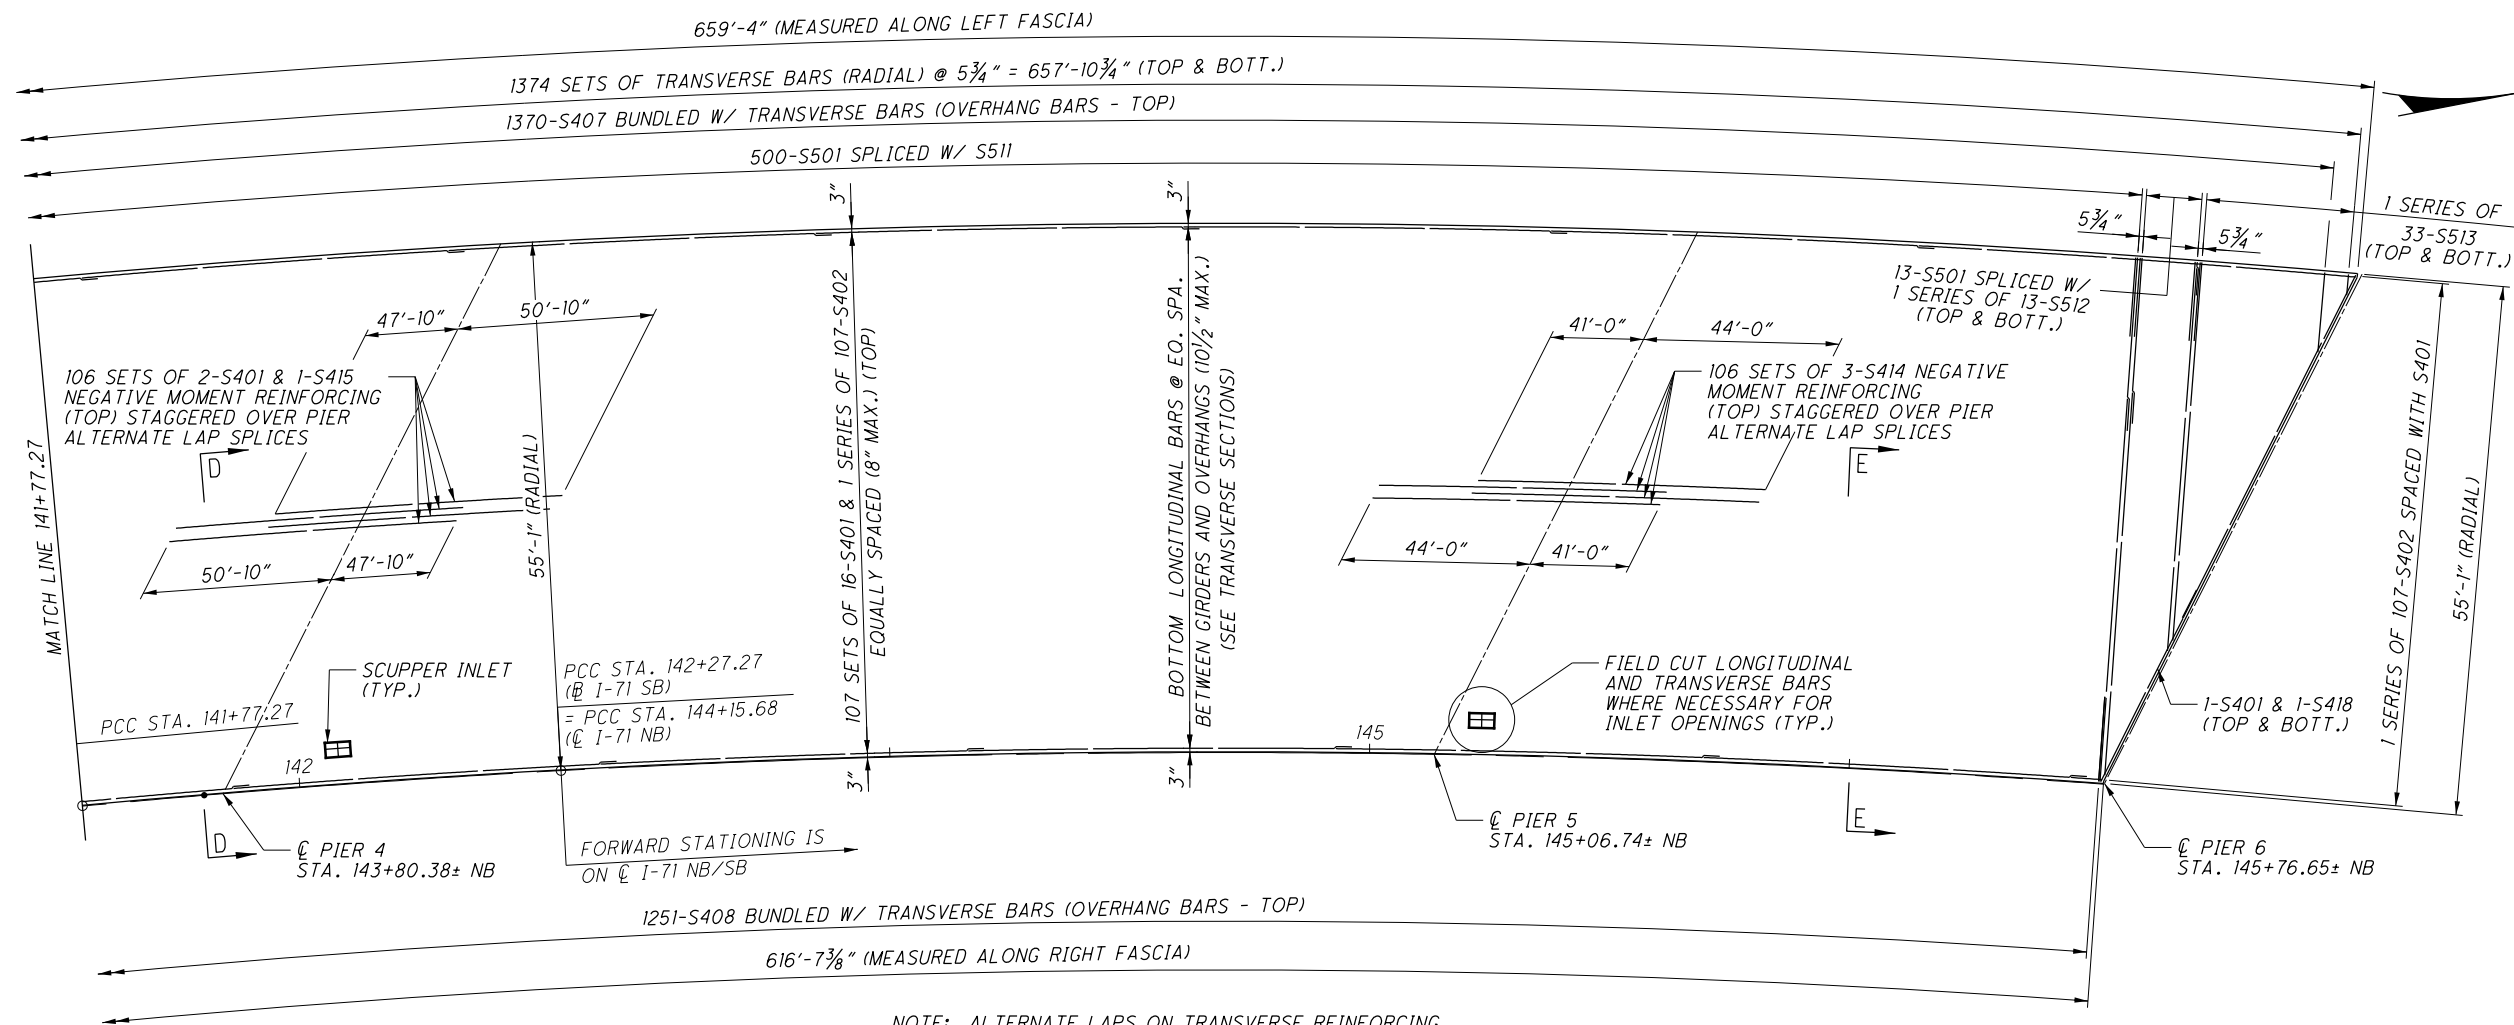 659'-4" (MEASURED ALONG LEFT FASCIA)
1374 SETS OF TRANSVERSE BARS (RADIAL) @ 5¾" = 657'-10¾" (TOP & BOTT.)
1370-S407 BUNDLED W/ TRANSVERSE BARS (OVERHANG BARS - TOP)
500-S501 SPLICED W/ S511
3"
3"
5¾"
5¾"
1 SERIES OF
33-S513
(TOP & BOTT.)
13-S501 SPLICED W/
1 SERIES OF 13-S512
(TOP & BOTT.)
47'-10"
50'-10"
41'-0"
44'-0"
106 SETS OF 2-S401 & 1-S415
NEGATIVE MOMENT REINFORCING
(TOP) STAGGERED OVER PIER
ALTERNATE LAP SPLICES
D
106 SETS OF 3-S414 NEGATIVE
MOMENT REINFORCING
(TOP) STAGGERED OVER PIER
ALTERNATE LAP SPLICES
E
MATCH LINE 141+77.27
55'-1" (RADIAL)
107 SETS OF 16-S401 & 1 SERIES OF 107-S402
EQUALLY SPACED (8" MAX.) (TOP)
BOTTOM LONGITUDINAL BARS @ EQ. SPA.
BETWEEN GIRDERS AND OVERHANGS (10½" MAX.)
(SEE TRANSVERSE SECTIONS)
1 SERIES OF 107-S402 SPACED WITH S401
55'-1" (RADIAL)
50'-10"
47'-10"
44'-0"
41'-0"
SCUPPER INLET
(TYP.)
PCC STA. 141+77.27
PCC STA. 142+27.27
(℄ I-71 SB)
= PCC STA. 144+15.68
(℄ I-71 NB)
FIELD CUT LONGITUDINAL
AND TRANSVERSE BARS
WHERE NECESSARY FOR
INLET OPENINGS (TYP.)
1-S401 & 1-S418
(TOP & BOTT.)
142
145
3"
3"
D
℄ PIER 4
STA. 143+80.38± NB
FORWARD STATIONING IS
ON ℄ I-71 NB/SB
℄ PIER 5
STA. 145+06.74± NB
E
℄ PIER 6
STA. 145+76.65± NB
1251-S408 BUNDLED W/ TRANSVERSE BARS (OVERHANG BARS - TOP)
616'-7⅜" (MEASURED ALONG RIGHT FASCIA)
NOTE: ALTERNATE LAPS ON TRANSVERSE REINFORCING